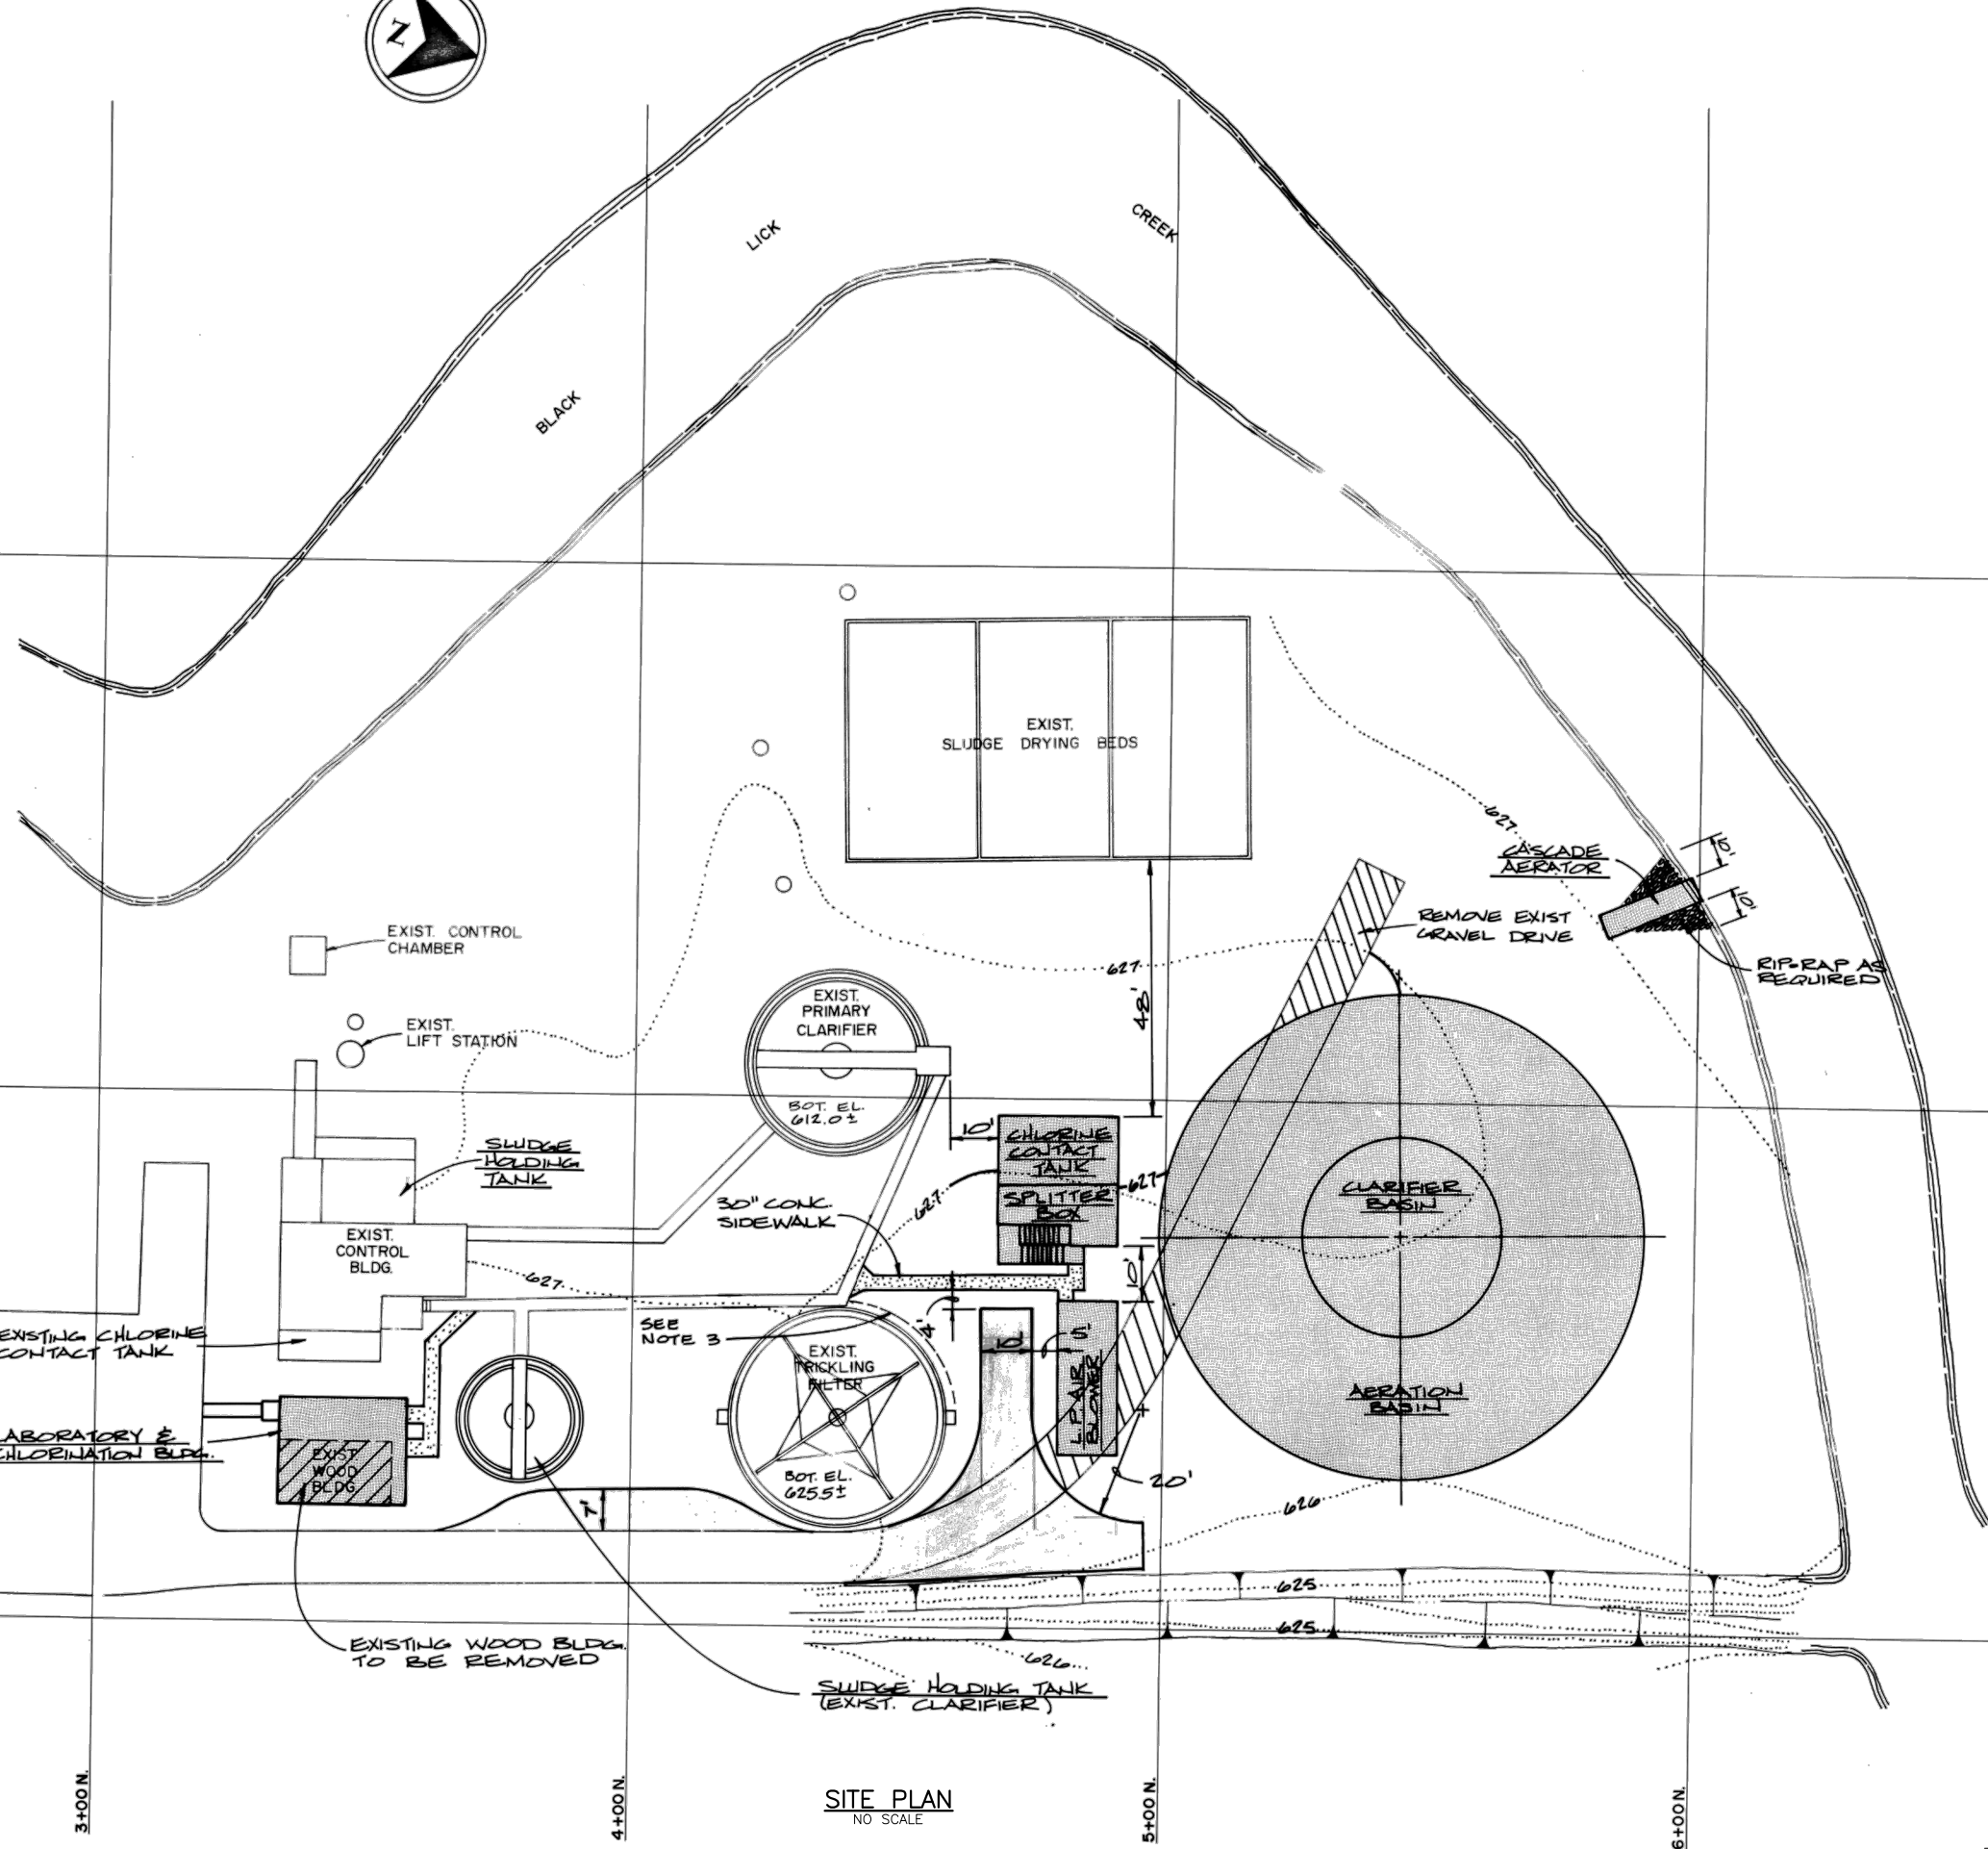 N
BLACK
LICK
CREEK
EXIST.
SLUDGE DRYING BEDS
627
CASCADE
AERATOR
10'
10'
REMOVE EXIST
GRAVEL DRIVE
RIP-RAP AS
REQUIRED
EXIST. CONTROL
CHAMBER
EXIST.
LIFT STATION
EXIST.
PRIMARY
CLARIFIER
BOT. EL.
612.0±
627
48'
10'
CHLORINE
CONTACT
TANK
SPLITTER
BOX
627
SLUDGE
HOLDING
TANK
30" CONC.
SIDEWALK
627
CLARIFIER
BASIN
EXIST.
CONTROL
BLDG.
627
10'
EXISTING CHLORINE
CONTACT TANK
SEE
NOTE 3
4'
10'
5'
EXIST.
TRICKLING
FILTER
BOT. EL.
625.5±
L.P. AIR
BLOWER
AERATION
BASIN
LABORATORY &
CHLORINATION BLDG.
EXIST
WOOD
BLDG
7'
20'
626
625
625
626
EXISTING WOOD BLDG.
TO BE REMOVED
SLUDGE HOLDING TANK
(EXIST. CLARIFIER)
3+00 N.
4+00 N.
5+00 N.
6+00 N.
SITE PLAN
NO SCALE